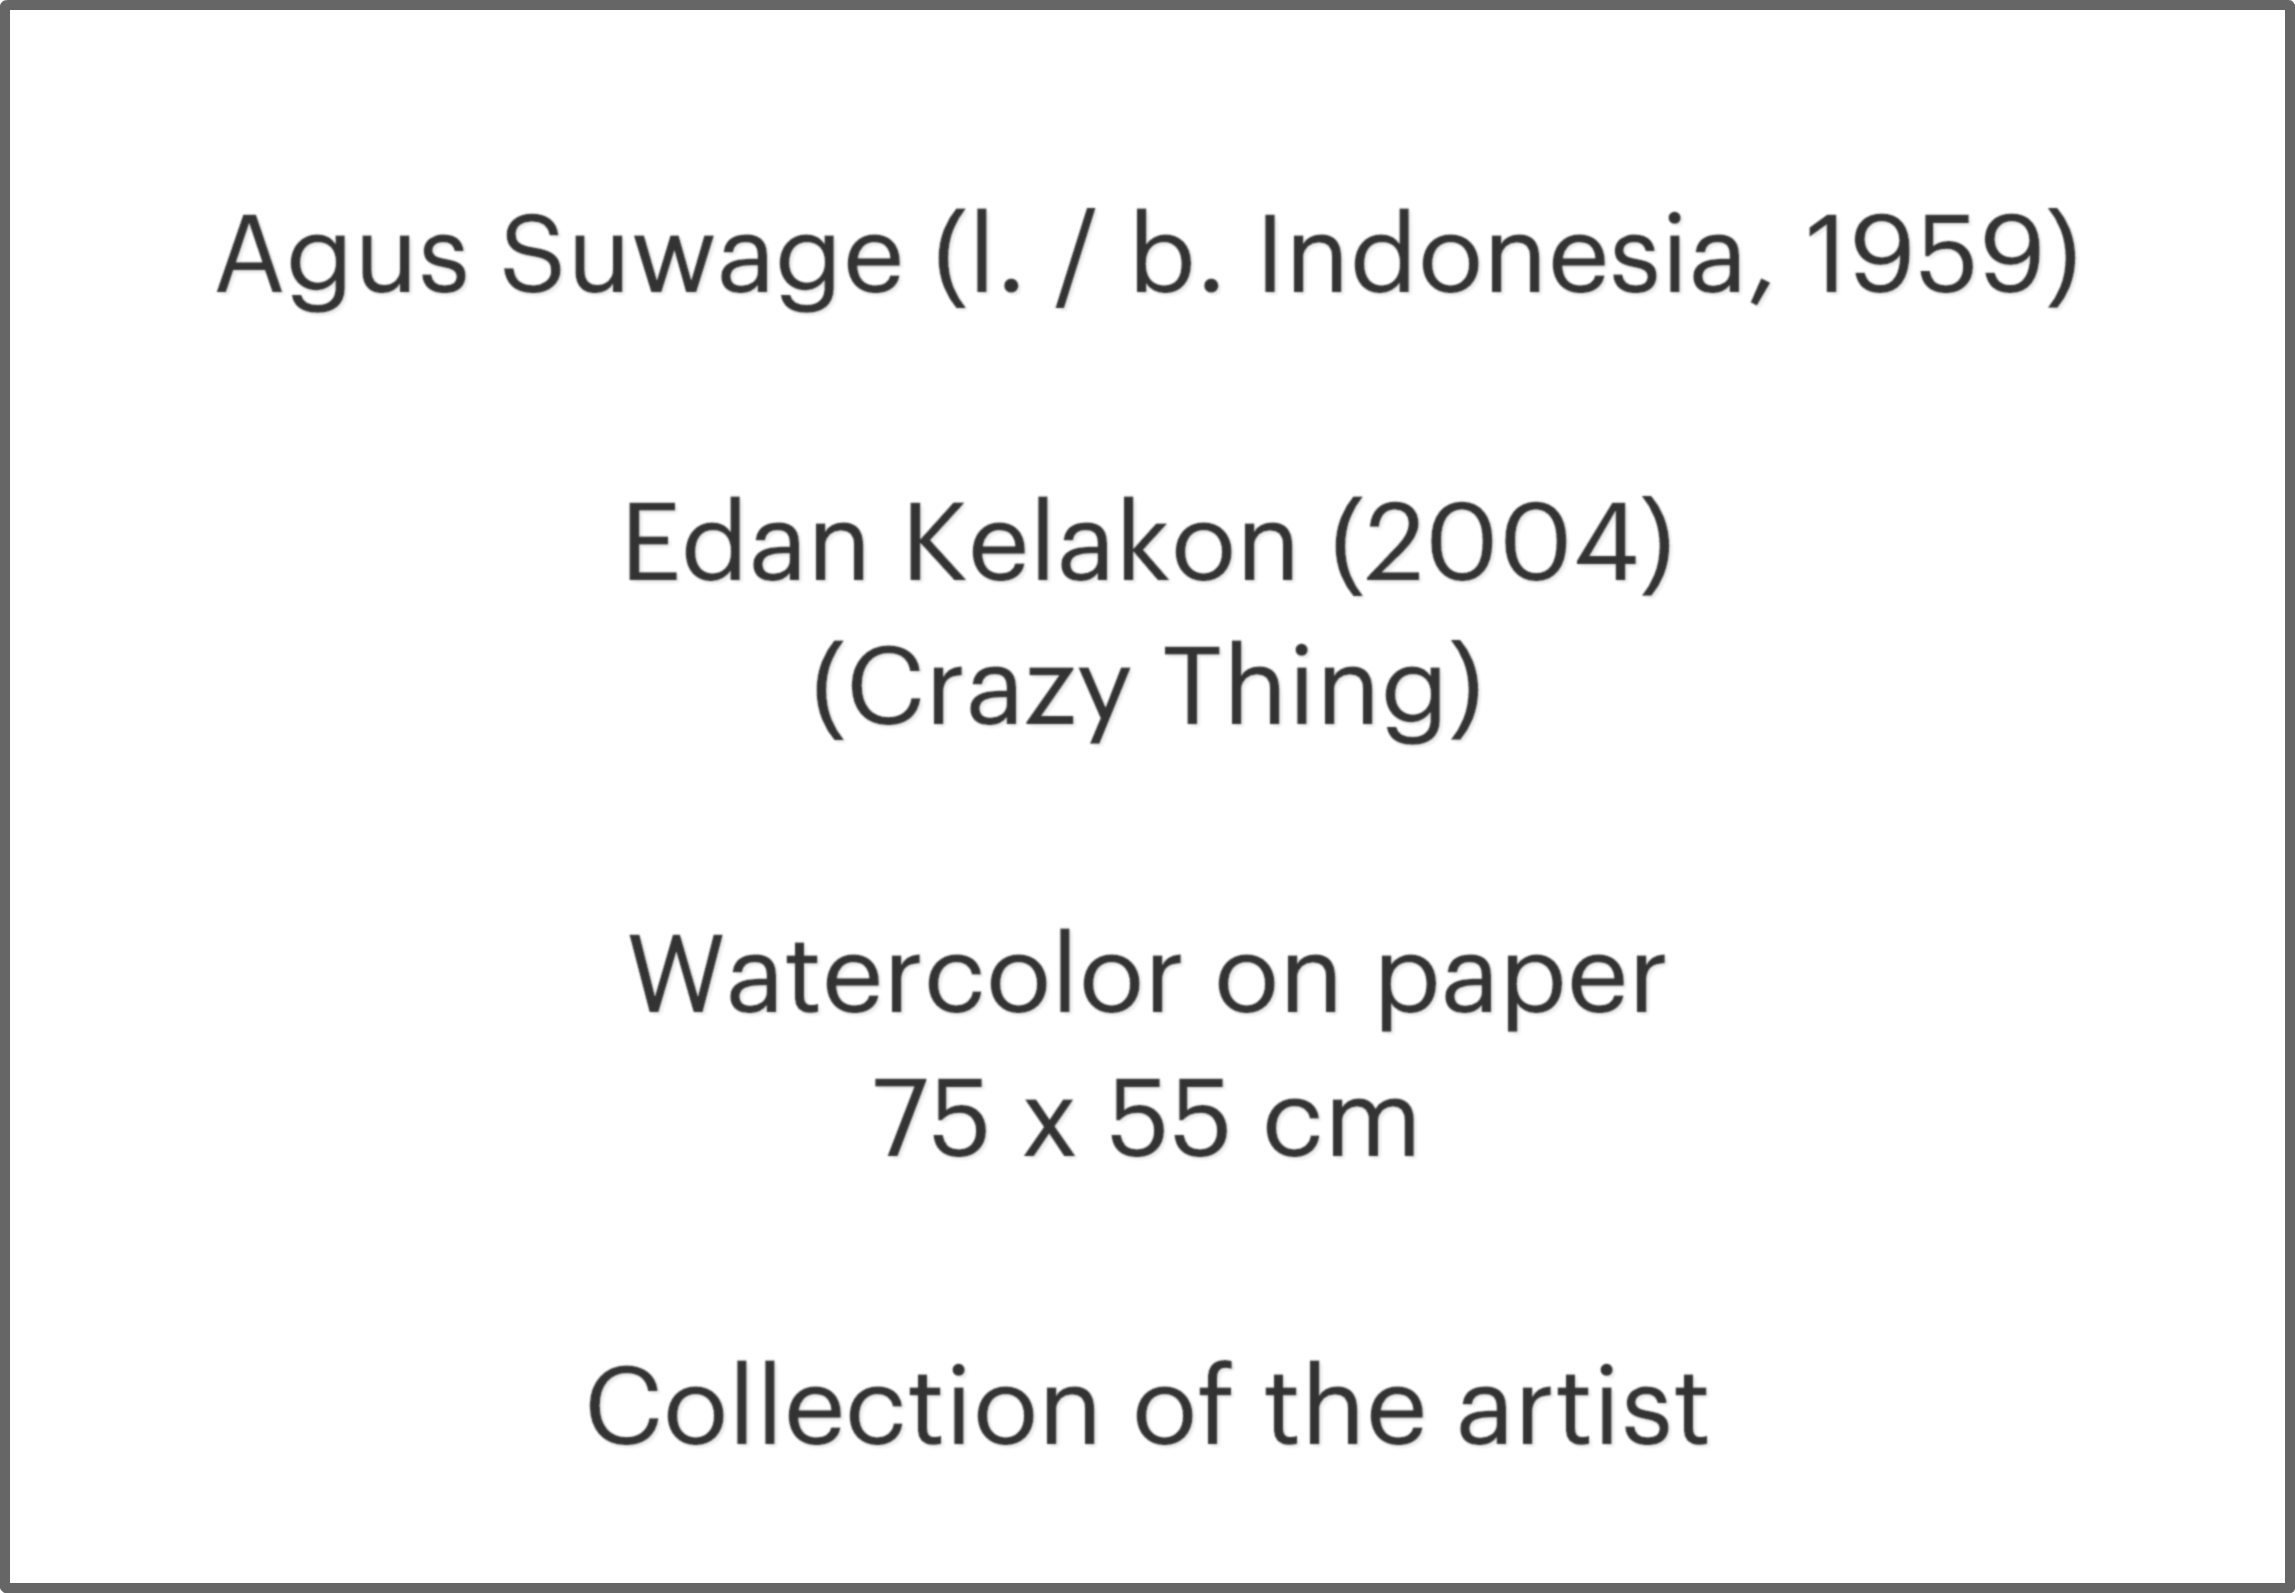 Agus Suwage (l. / b. Indonesia, 1959)
Edan Kelakon (2004)
(Crazy Thing)
Watercolor on paper
75 x 55 cm
Collection of the artist